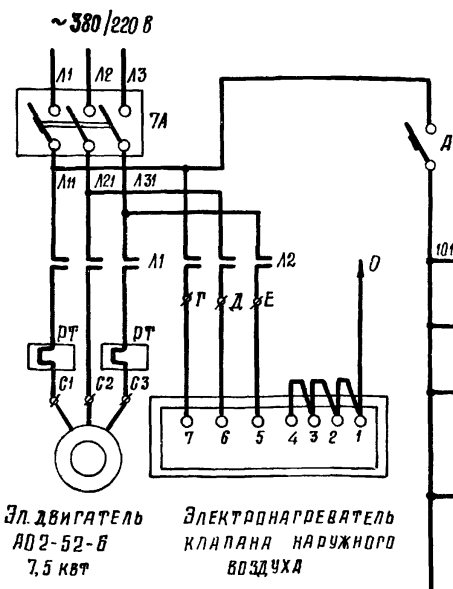 ~380/220 В
Л1 Л2 Л3
7А
А
Л11 Л21 Л31
101
Л1 Л2 0
Г Д Е
РТ РТ
С1 С2 С3
7 6 5 4 3 2 1
ЭЛ. ДВИГАТЕЛЬ
АО2-52-6
7,5 КВТ
ЭЛЕКТРОНАГРЕВАТЕЛЬ
КЛАПАНА НАРУЖНОГО
ВОЗДУХА